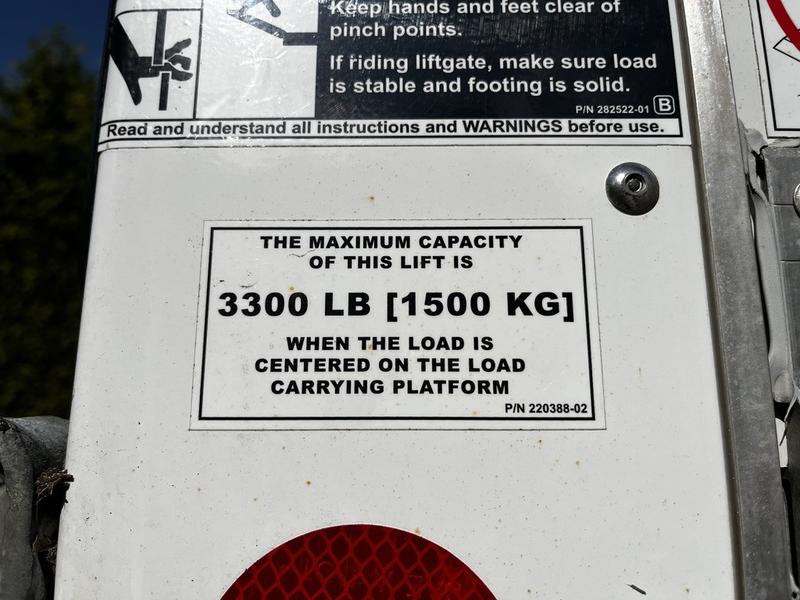 Keep hands and feet clear of
pinch points.
If riding liftgate, make sure load
is stable and footing is solid.
P/N 282522-01 B
Read and understand all instructions and WARNINGS before use.
THE MAXIMUM CAPACITY
OF THIS LIFT IS
3300 LB [1500 KG]
WHEN THE LOAD IS
CENTERED ON THE LOAD
CARRYING PLATFORM
P/N 220388-02